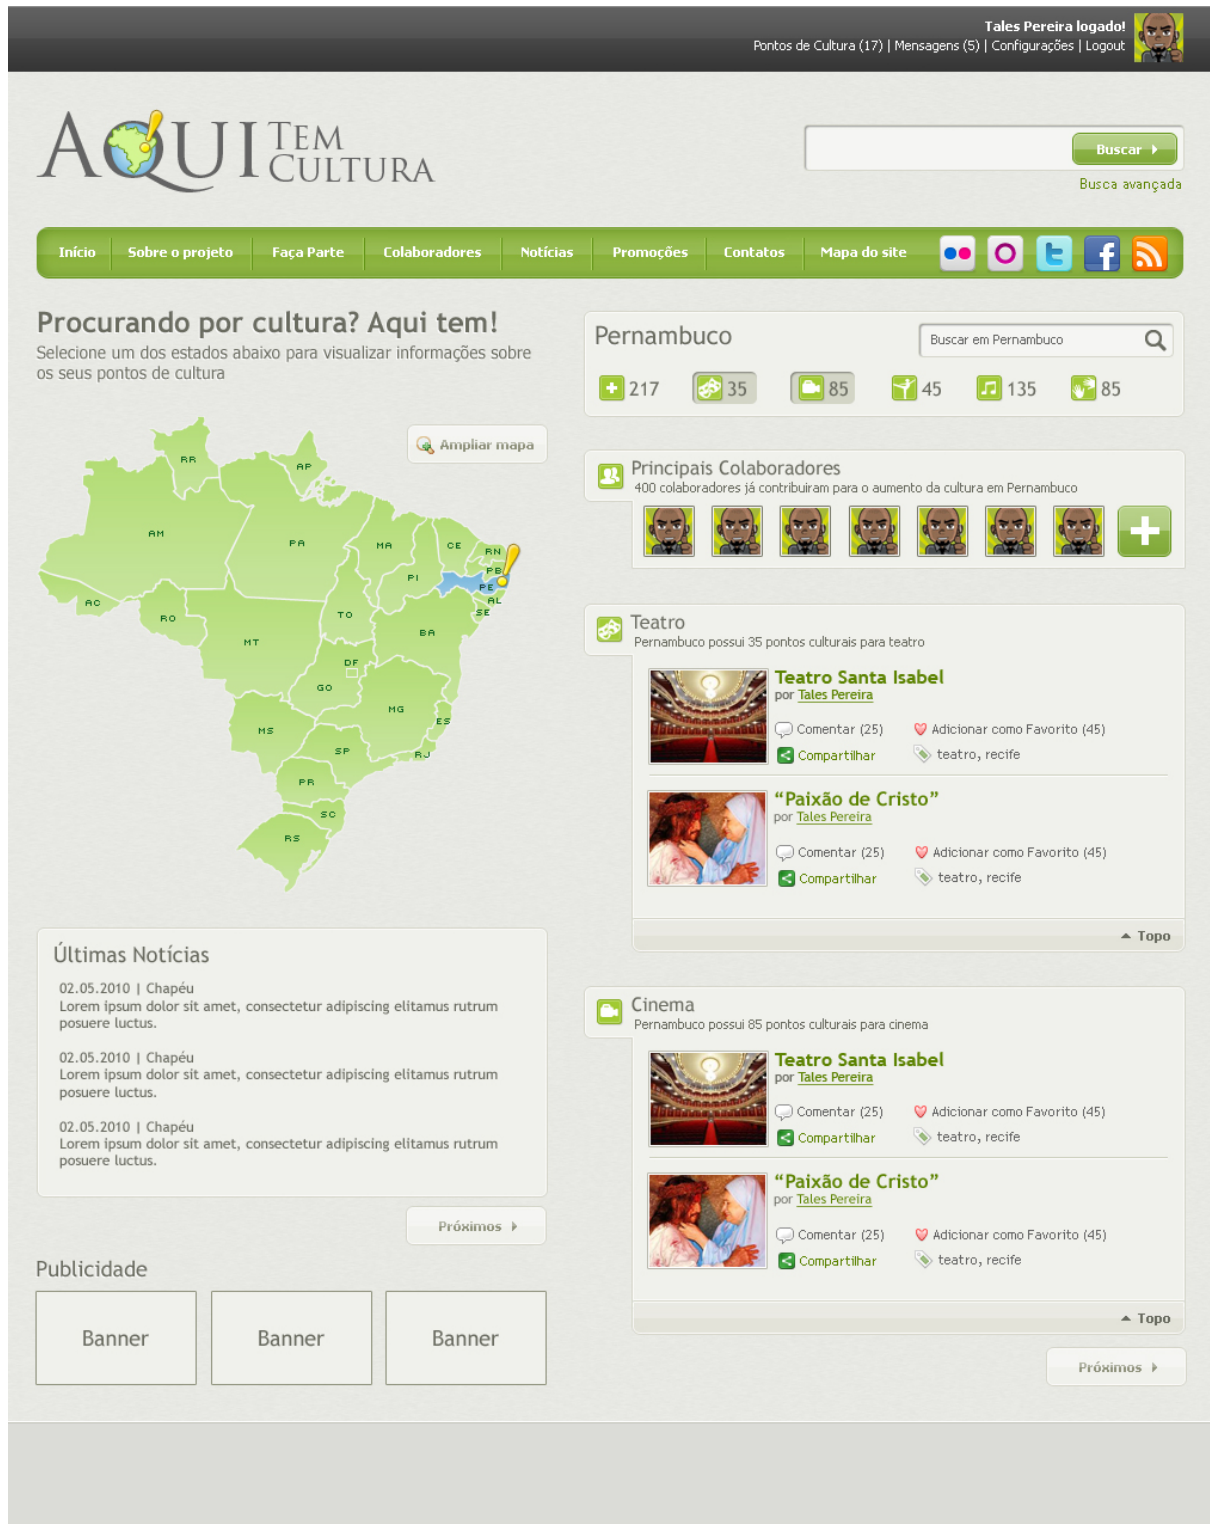 Tales Pereira logado!
Pontos de Cultura (17) | Mensagens (5) | Configurações | Logout
AQUI TEM CULTURA
Buscar
Busca avançada
Início Sobre o projeto Faça Parte Colaboradores Notícias Promoções Contatos Mapa do site
Procurando por cultura? Aqui tem!
Selecione um dos estados abaixo para visualizar informações sobre
os seus pontos de cultura
Ampliar mapa
RR
AP
AM
PA
MA
CE
RN
PB
PI
PE
AL
AC
RO
TO
SE
BA
MT
DF
GO
MG
ES
MS
SP
RJ
PR
SC
RS
Últimas Notícias
02.05.2010 | Chapéu
Lorem ipsum dolor sit amet, consectetur adipiscing elitamus rutrum
posuere luctus.
02.05.2010 | Chapéu
Lorem ipsum dolor sit amet, consectetur adipiscing elitamus rutrum
posuere luctus.
02.05.2010 | Chapéu
Lorem ipsum dolor sit amet, consectetur adipiscing elitamus rutrum
posuere luctus.
Próximos
Publicidade
Banner Banner Banner
Pernambuco
Buscar em Pernambuco
217 35 85 45 135 85
Principais Colaboradores
400 colaboradores já contribuiram para o aumento da cultura em Pernambuco
Teatro
Pernambuco possui 35 pontos culturais para teatro
Teatro Santa Isabel
por Tales Pereira
Comentar (25) Adicionar como Favorito (45)
Compartilhar teatro, recife
“Paixão de Cristo”
por Tales Pereira
Comentar (25) Adicionar como Favorito (45)
Compartilhar teatro, recife
Topo
Cinema
Pernambuco possui 85 pontos culturais para cinema
Teatro Santa Isabel
por Tales Pereira
Comentar (25) Adicionar como Favorito (45)
Compartilhar teatro, recife
“Paixão de Cristo”
por Tales Pereira
Comentar (25) Adicionar como Favorito (45)
Compartilhar teatro, recife
Topo
Próximos